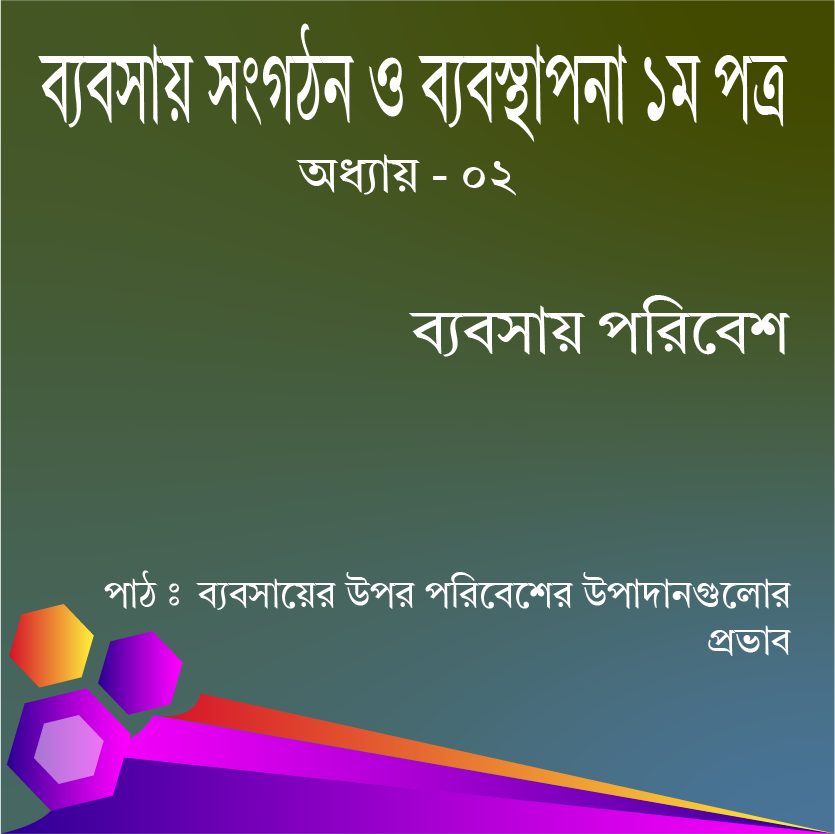 ব্যবসায় সংগঠন ও ব্যবস্থাপনা ১ম পত্র
অধ্যায় - ০২
ব্যবসায় পরিবেশ
পাঠ ঃ ব্যবসায়ের উপর পরিবেশের উপাদানগুলোর
প্রভাব